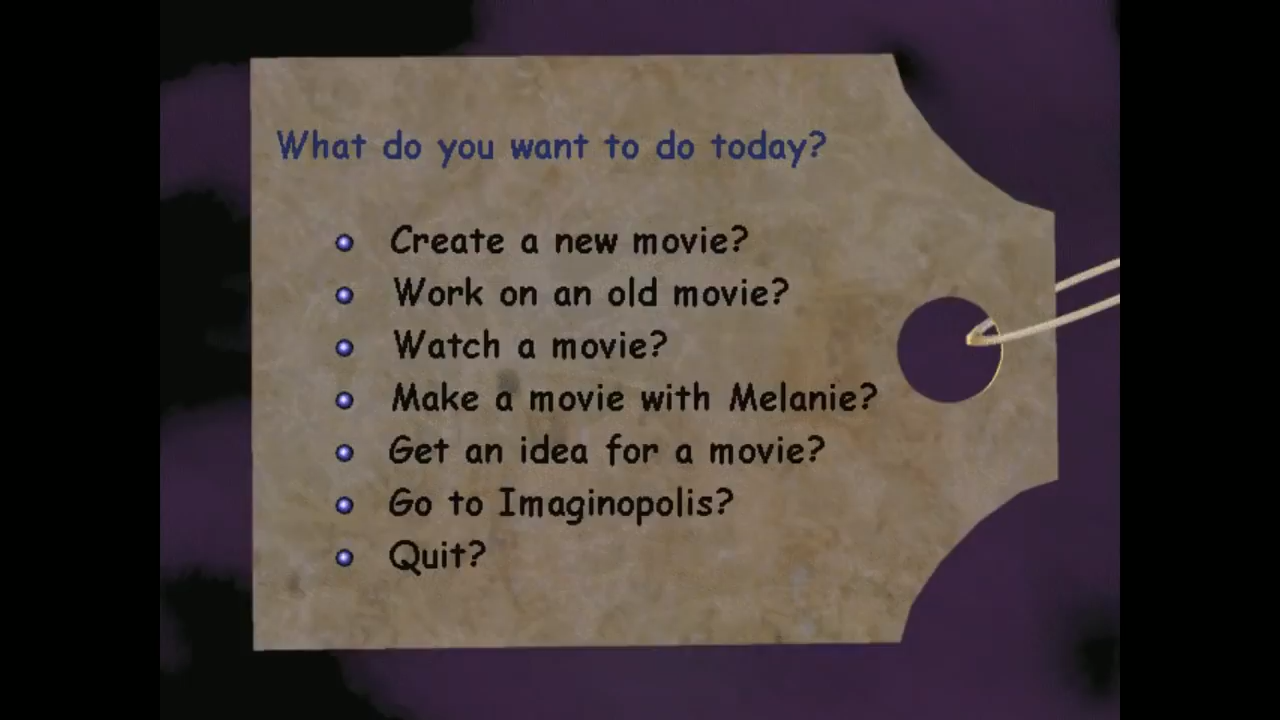 What do you want to do today?
Create a new movie?
Work on an old movie?
Watch a movie?
Make a movie with Melanie?
Get an idea for a movie?
Go to Imaginopolis?
Quit?